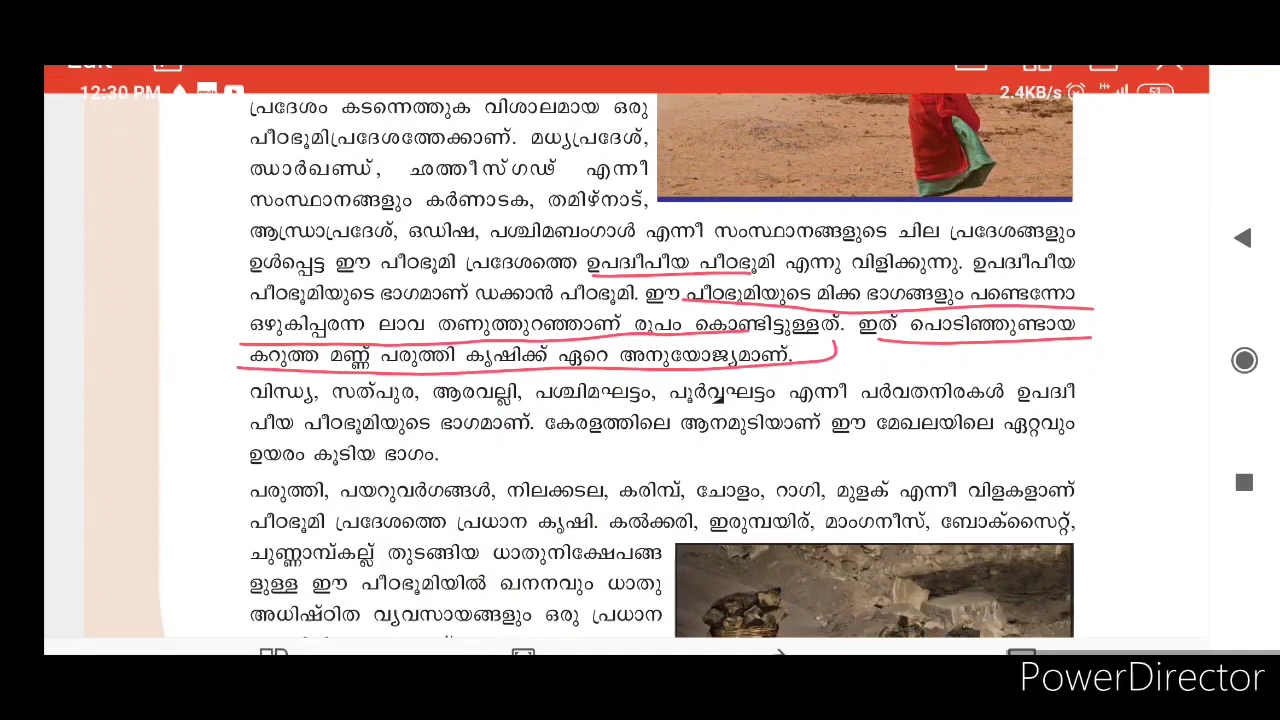 12:30 PM
2.4KB/s
H+
51
പ്രദേശം കടന്നെത്തുക വിശാലമായ ഒരു
പീഠഭൂമിപ്രദേശത്തേക്കാണ്. മധ്യപ്രദേശ്,
ഝാർഖണ്ഡ്, ഛത്തീസ്ഗഢ് എന്നീ
സംസ്ഥാനങ്ങളും കർണാടക, തമിഴ്‌നാട്,
ആന്ധ്രാപ്രദേശ്, ഒഡിഷ, പശ്ചിമബംഗാൾ എന്നീ സംസ്ഥാനങ്ങളുടെ ചില പ്രദേശങ്ങളും
ഉൾപ്പെട്ട ഈ പീഠഭൂമി പ്രദേശത്തെ ഉപദ്വീപീയ പീഠഭൂമി എന്നു വിളിക്കുന്നു. ഉപദ്വീപീയ
പീഠഭൂമിയുടെ ഭാഗമാണ് ഡക്കാൻ പീഠഭൂമി. ഈ പീഠഭൂമിയുടെ മിക്ക ഭാഗങ്ങളും പണ്ടെന്നോ
ഒഴുകിപ്പരന്ന ലാവ തണുത്തുറഞ്ഞാണ് രൂപം കൊണ്ടിട്ടുള്ളത്. ഇത് പൊടിഞ്ഞുണ്ടായ
കറുത്ത മണ്ണ് പരുത്തി കൃഷിക്ക് ഏറെ അനുയോജ്യമാണ്.
വിന്ധ്യ, സത്പുര, ആരവല്ലി, പശ്ചിമഘട്ടം, പൂർവ്വഘട്ടം എന്നീ പർവതനിരകൾ ഉപദ്വീ
പീയ പീഠഭൂമിയുടെ ഭാഗമാണ്. കേരളത്തിലെ ആനമുടിയാണ് ഈ മേഖലയിലെ ഏറ്റവും
ഉയരം കൂടിയ ഭാഗം.
പരുത്തി, പയറുവർഗങ്ങൾ, നിലക്കടല, കരിമ്പ്, ചോളം, റാഗി, മുളക് എന്നീ വിളകളാണ്
പീഠഭൂമി പ്രദേശത്തെ പ്രധാന കൃഷി. കൽക്കരി, ഇരുമ്പയിര്, മാംഗനീസ്, ബോക്സൈറ്റ്,
ചുണ്ണാമ്പ്കല്ല് തുടങ്ങിയ ധാതുനിക്ഷേപങ്ങ
ളുള്ള ഈ പീഠഭൂമിയിൽ ഖനനവും ധാതു
അധിഷ്ഠിത വ്യവസായങ്ങളും ഒരു പ്രധാന
PowerDirector